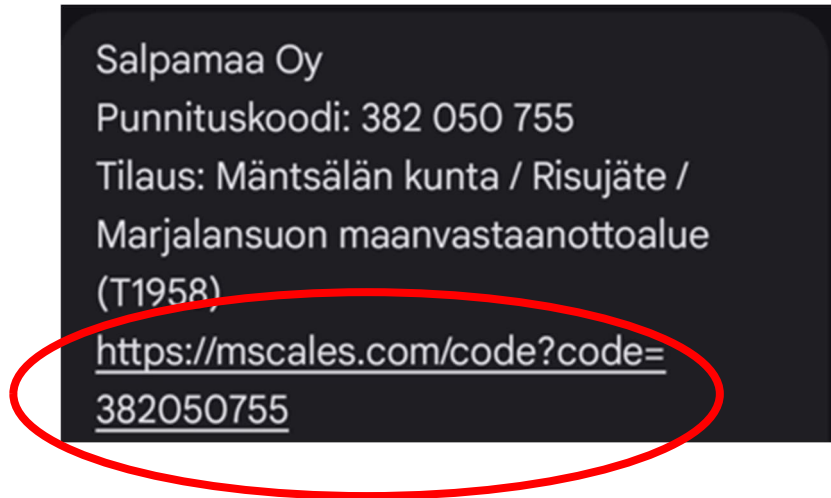 Salpamaa Oy
Punnituskoodi: 382 050 755
Tilaus: Mäntsälän kunta / Risujäte /
Marjalansuon maanvastaanottoalue
(T1958)
https://mscales.com/code?code=
382050755